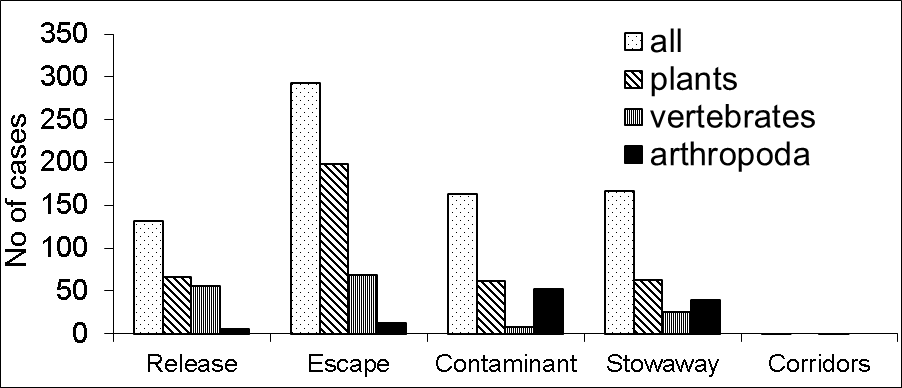 350
300
250
200
150
100
50
0
No of cases
all
plants
vertebrates
arthropoda
Release
Escape
Contaminant
Stowaway
Corridors